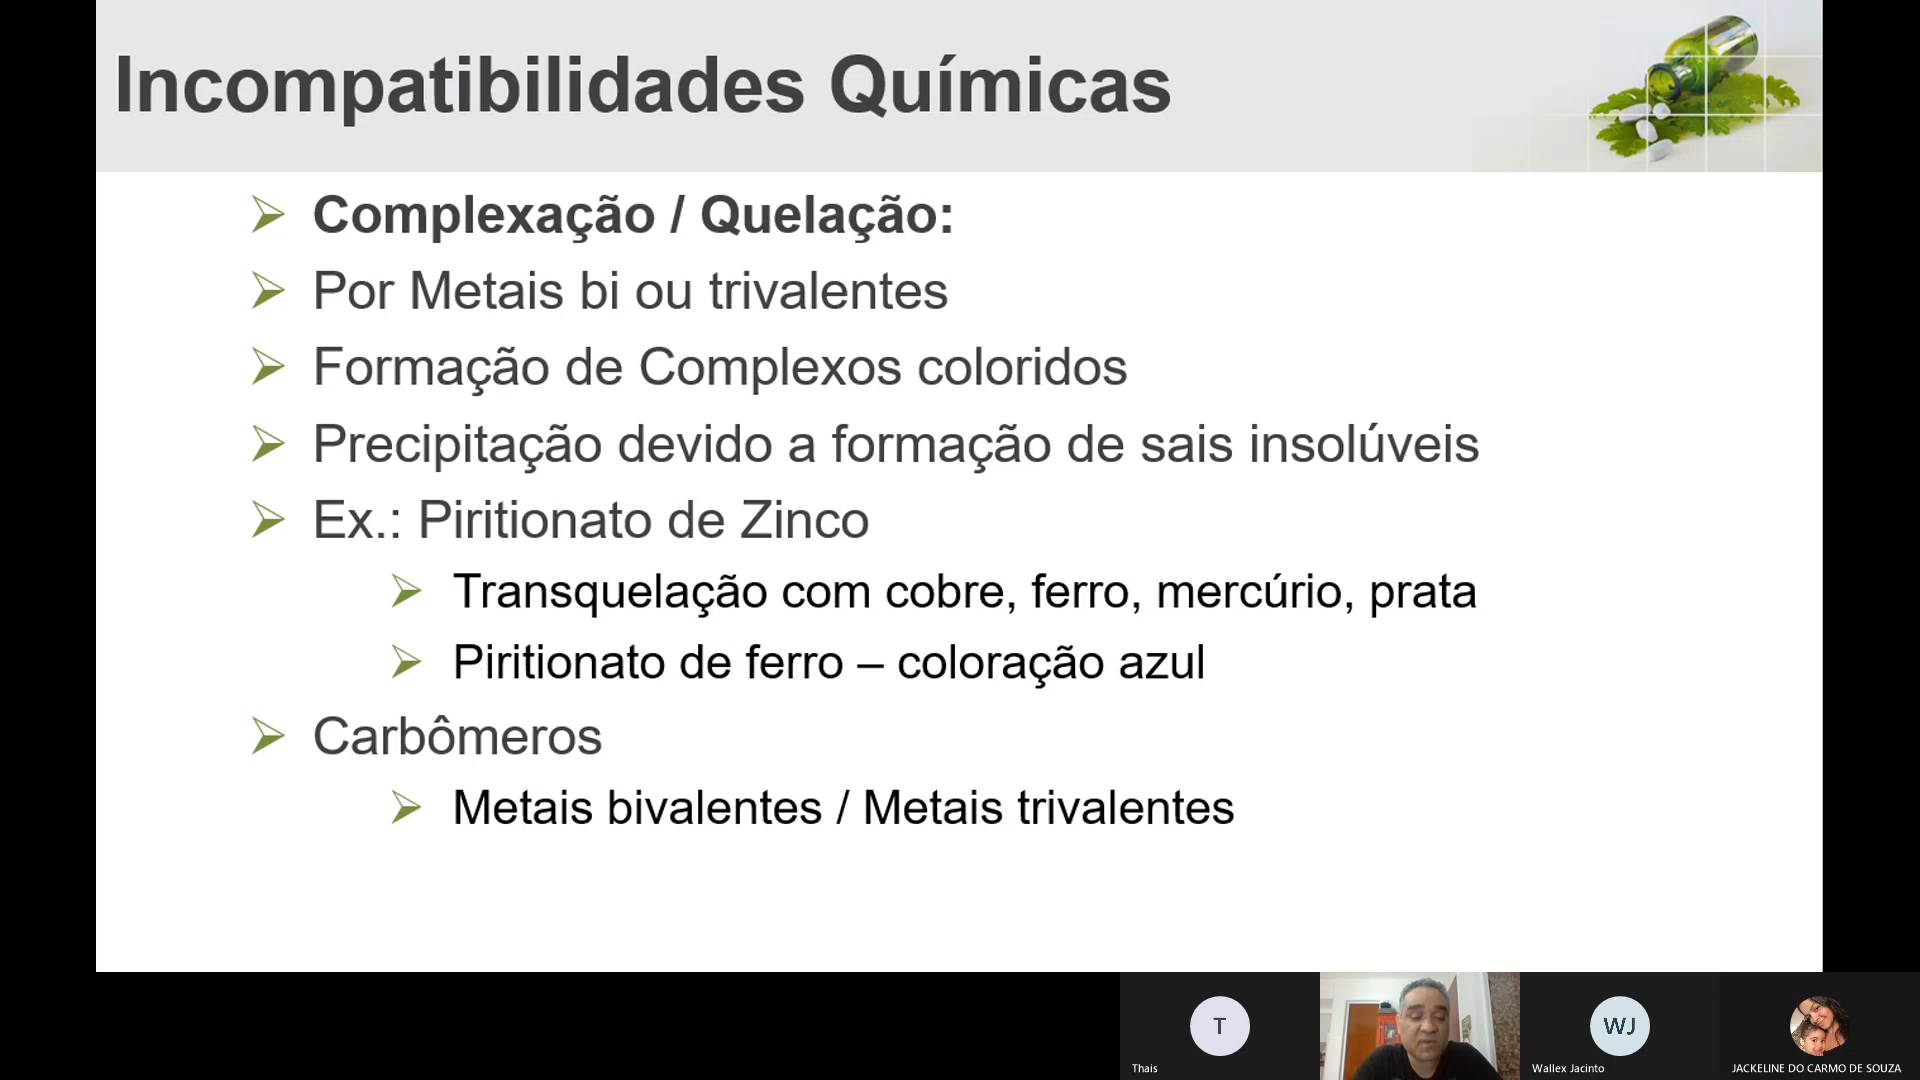 Incompatibilidades Químicas
Complexação / Quelação:
Por Metais bi ou trivalentes
Formação de Complexos coloridos
Precipitação devido a formação de sais insolúveis
Ex.: Piritionato de Zinco
Transquelação com cobre, ferro, mercúrio, prata
Piritionato de ferro – coloração azul
Carbômeros
Metais bivalentes / Metais trivalentes
T
WJ
Thais
Wallex Jacinto
JACKELINE DO CARMO DE SOUZA